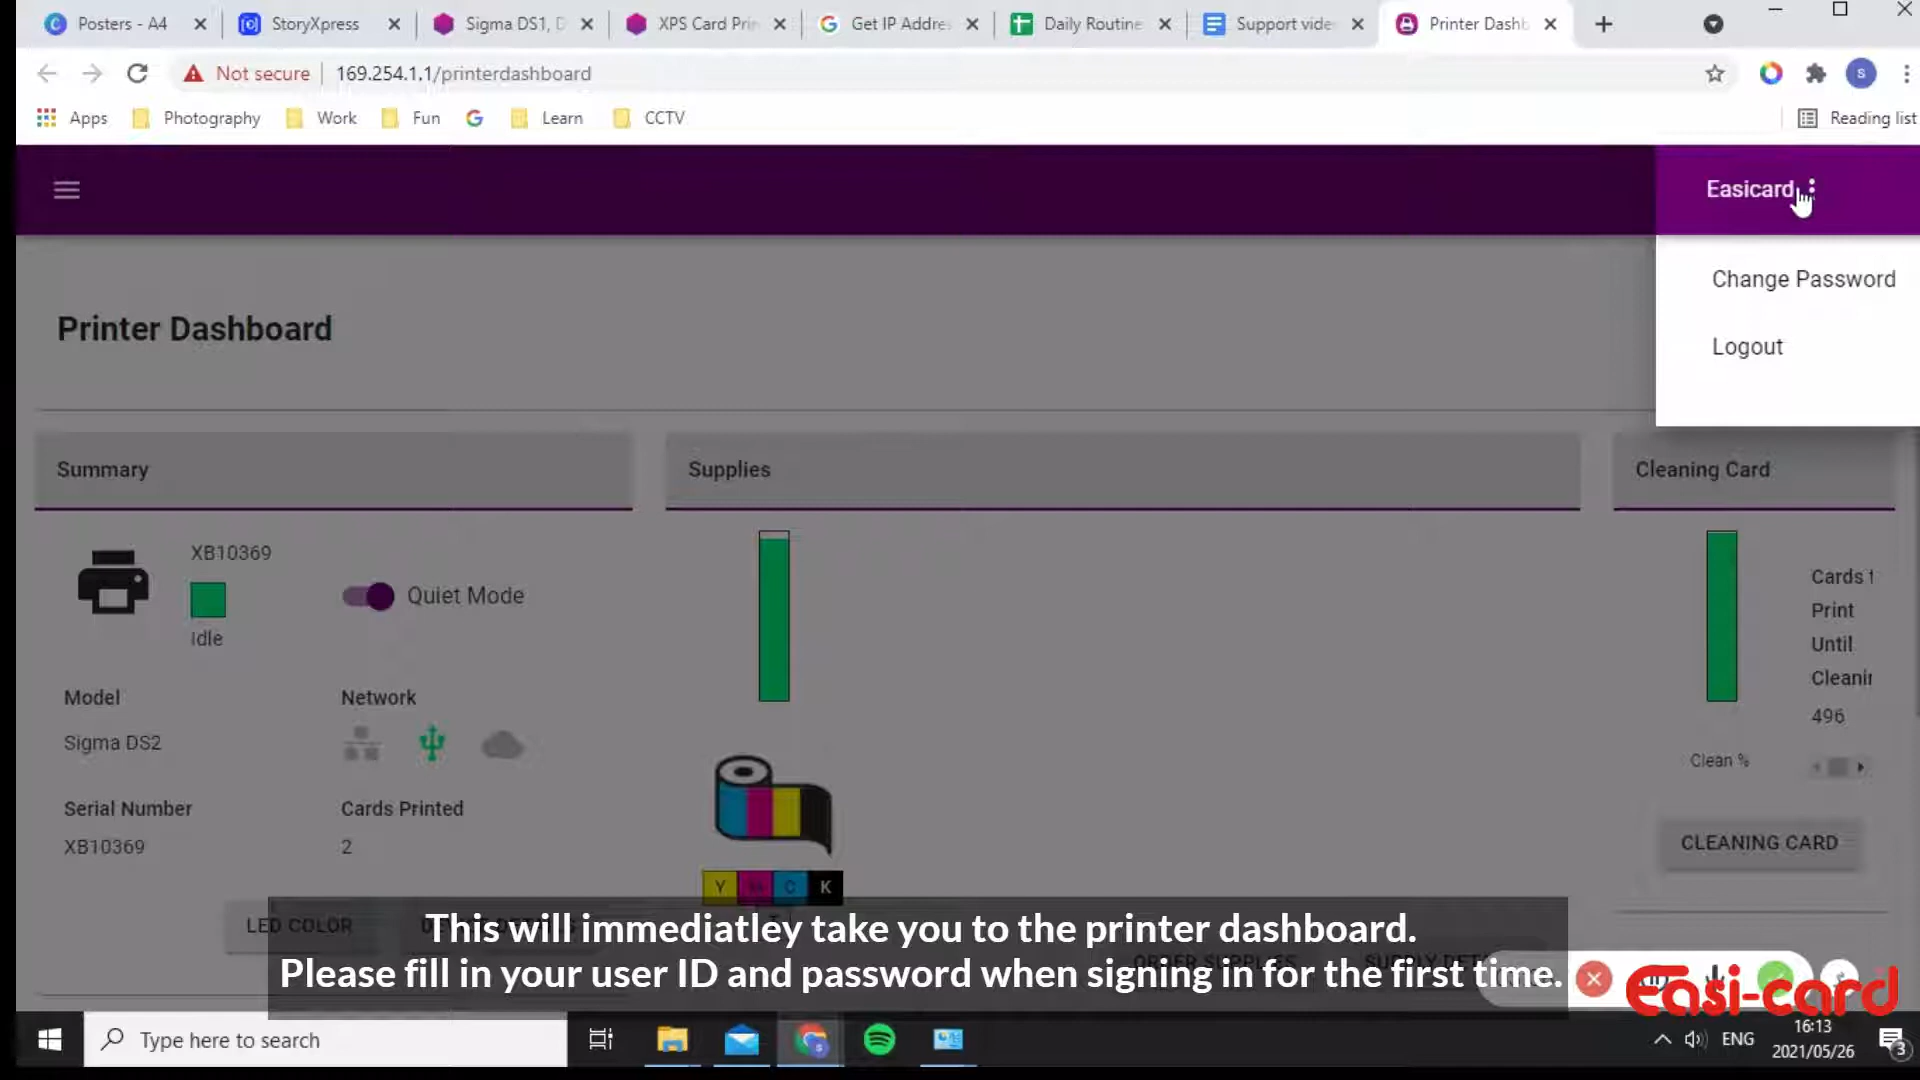 Posters - A4
StoryXpress
Sigma DS1, D
XPS Card Prin
Get IP Addre
Daily Routine
Support vide
Printer Dashb
Not secure
169.254.1.1/printerdashboard
S
Apps
Photography
Work
Fun
Learn
CCTV
Reading list
Easicard
Change Password
Logout
Printer Dashboard
Summary
Supplies
Cleaning Card
XB10369
Idle
Quiet Mode
Cards t
Print
Until
Cleanin
496
Clean %
Model
Sigma DS2
Network
Serial Number
XB10369
Cards Printed
2
CLEANING CARD
Y M C K
LED COLOR
ORDER SUPPLIES
This will immediatley take you to the printer dashboard.
Please fill in your user ID and password when signing in for the first time.
Easi-card
Type here to search
ENG
16:13
2021/05/26
3